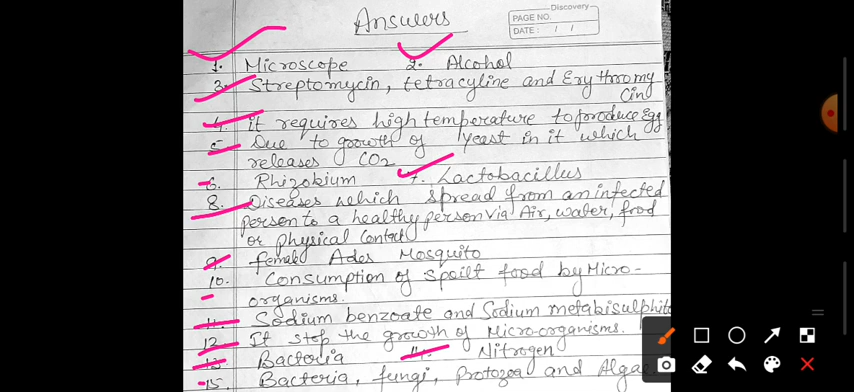 Answers
Discovery
PAGE NO.
DATE: / /
1. Microscope 2. Alcohol
3. Streptomycin, tetracyline and Erythromy
cin
4. it requires high temperature to produce Egg
5 Due to growth of yeast in it which
releases CO2
6. Rhizobium 7. Lactobacillus
8. Diseases which spread from an infected
person to a healthy person via Air, water, food
or physical contact
9. female Ades Mosquito
10. Consumption of spoilt food by Micro-
organisms.
11. Sodium benzoate and Sodium metabisulphite
12. It stop the growth of Micro-organisms.
13 Bacteria 14. Nitrogen
15. Bacteria, fungi, Protozoa and Algae